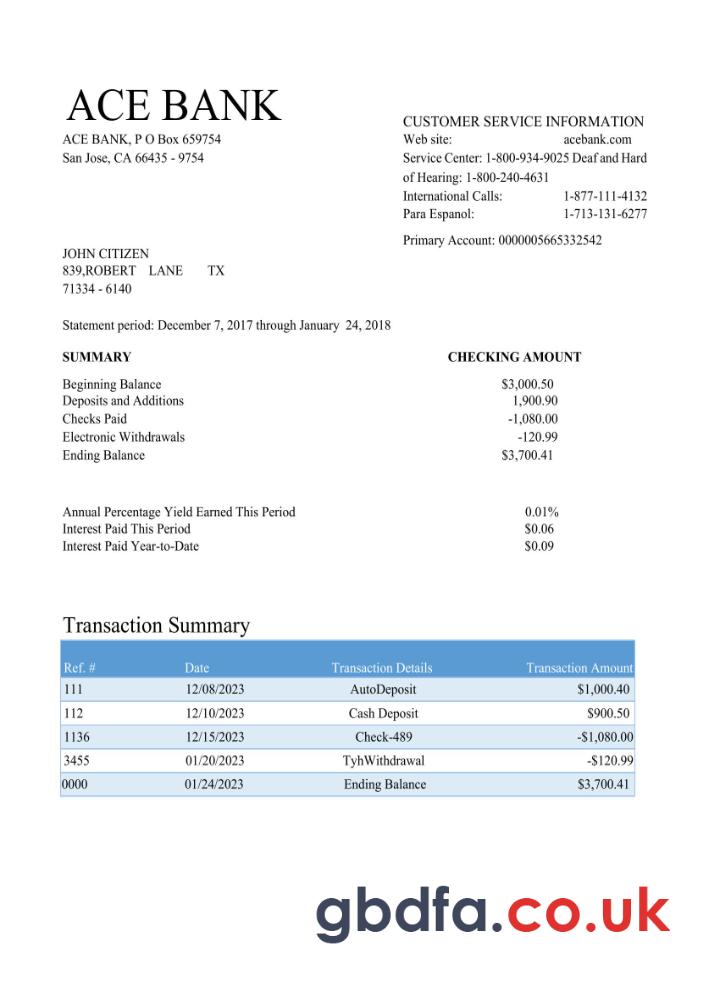 ACE BANK
ACE BANK, P O Box 659754
San Jose, CA 66435 - 9754
CUSTOMER SERVICE INFORMATION
Web site: acebank.com
Service Center: 1-800-934-9025 Deaf and Hard
of Hearing: 1-800-240-4631
International Calls: 1-877-111-4132
Para Espanol: 1-713-131-6277
Primary Account: 0000005665332542
JOHN CITIZEN
839,ROBERT LANE TX
71334 - 6140
Statement period: December 7, 2017 through January 24, 2018
SUMMARY CHECKING AMOUNT
Beginning Balance $3,000.50
Deposits and Additions 1,900.90
Checks Paid -1,080.00
Electronic Withdrawals -120.99
Ending Balance $3,700.41
Annual Percentage Yield Earned This Period 0.01%
Interest Paid This Period $0.06
Interest Paid Year-to-Date $0.09
Transaction Summary
Ref. # Date Transaction Details Transaction Amount
111 12/08/2023 AutoDeposit $1,000.40
112 12/10/2023 Cash Deposit $900.50
1136 12/15/2023 Check-489 -$1,080.00
3455 01/20/2023 TyhWithdrawal -$120.99
0000 01/24/2023 Ending Balance $3,700.41
gbdfa.co.uk